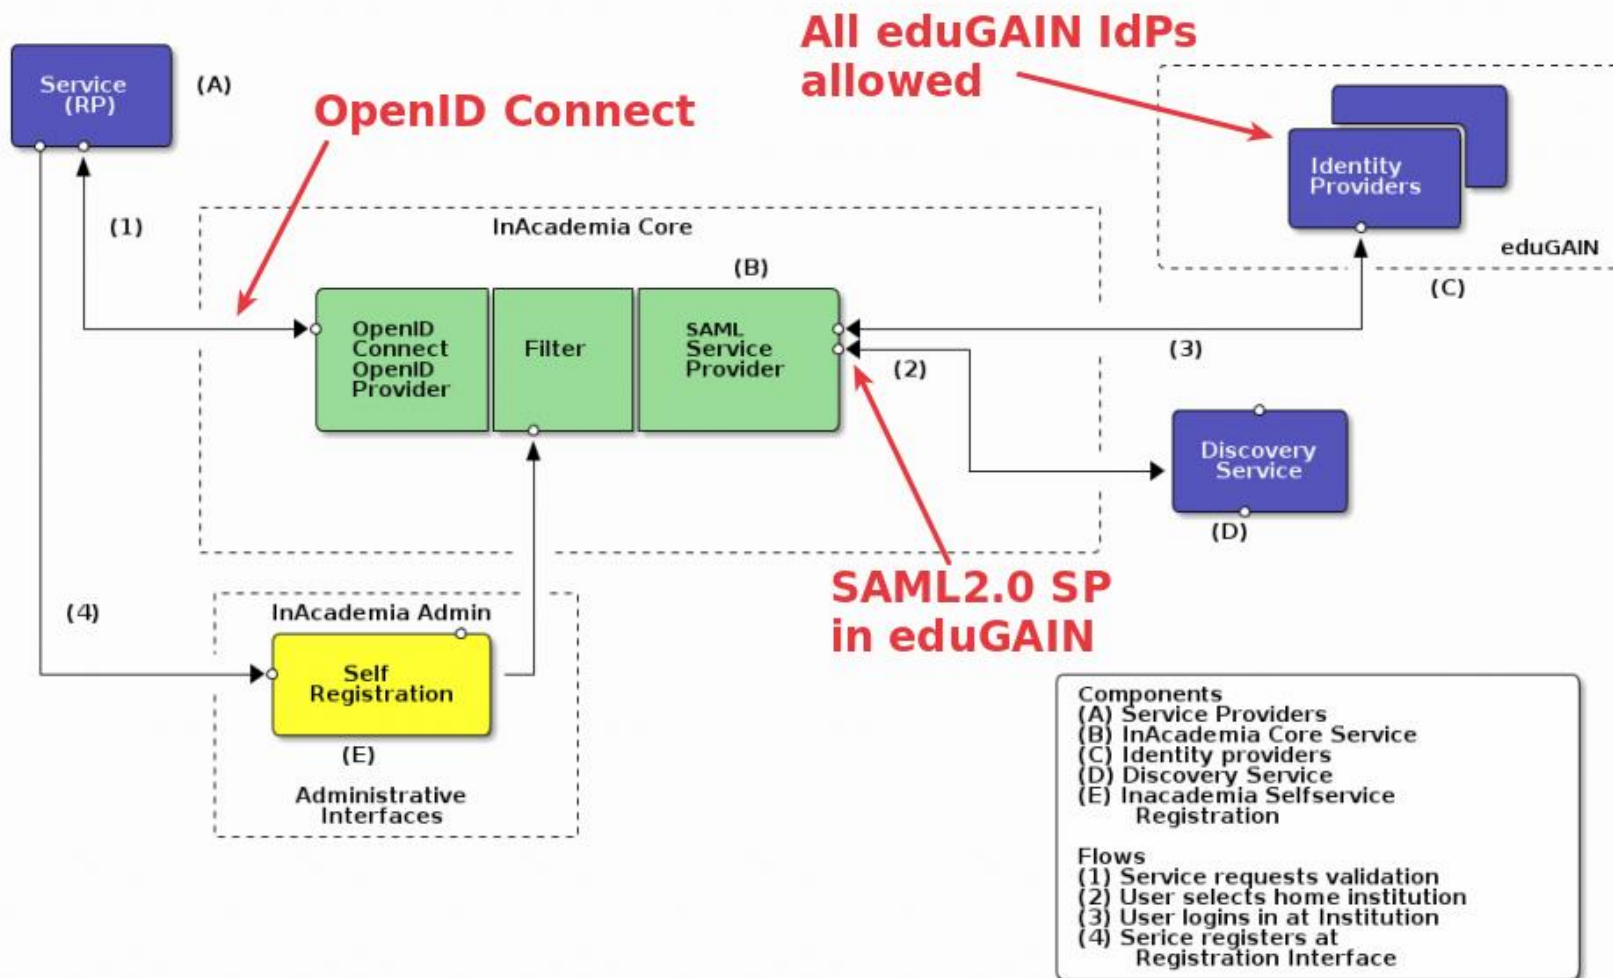 All eduGAIN IdPs
allowed
Service
(RP)
(A)
OpenID Connect
Identity
Providers
eduGAIN
(C)
(1)
InAcademia Core
(B)
OpenID
Connect
OpenID
Provider
Filter
SAML
Service
Provider
(2)
(3)
Discovery
Service
(D)
SAML2.0 SP
in eduGAIN
(4)
InAcademia Admin
Self
Registration
(E)
Administrative
Interfaces
Components
(A) Service Providers
(B) InAcademia Core Service
(C) Identity providers
(D) Discovery Service
(E) Inacademia Selfservice
Registration
Flows
(1) Service requests validation
(2) User selects home institution
(3) User logins in at Institution
(4) Serice registers at
Registration Interface